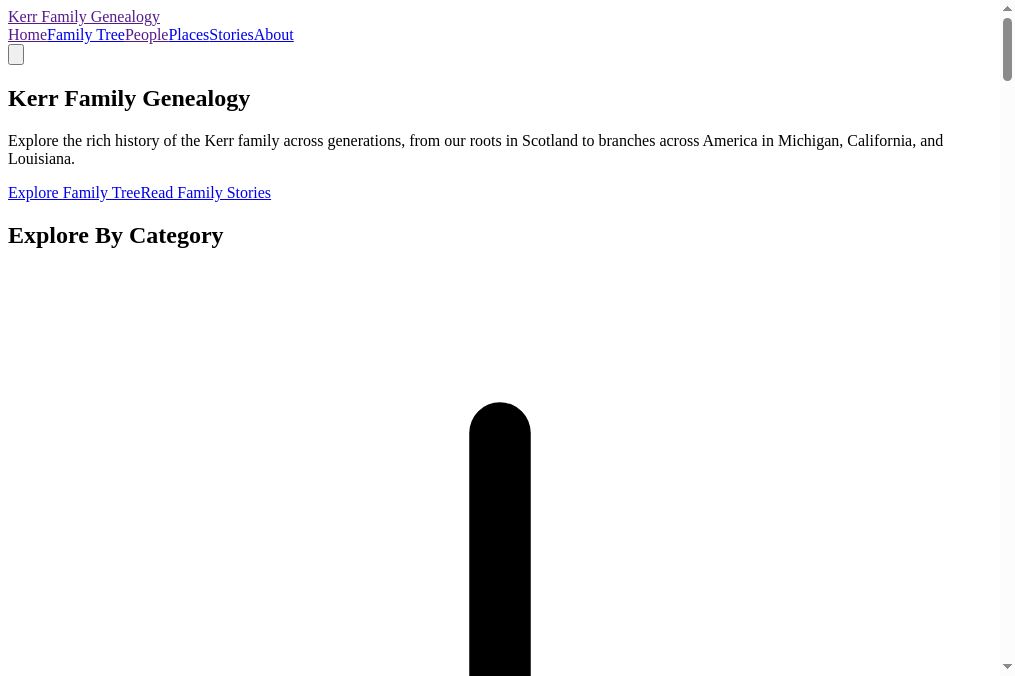 Kerr Family Genealogy
HomeFamily TreePeoplePlacesStoriesAbout
Kerr Family Genealogy
Explore the rich history of the Kerr family across generations, from our roots in Scotland to branches across America in Michigan, California, and
Louisiana.
Explore Family TreeRead Family Stories
Explore By Category